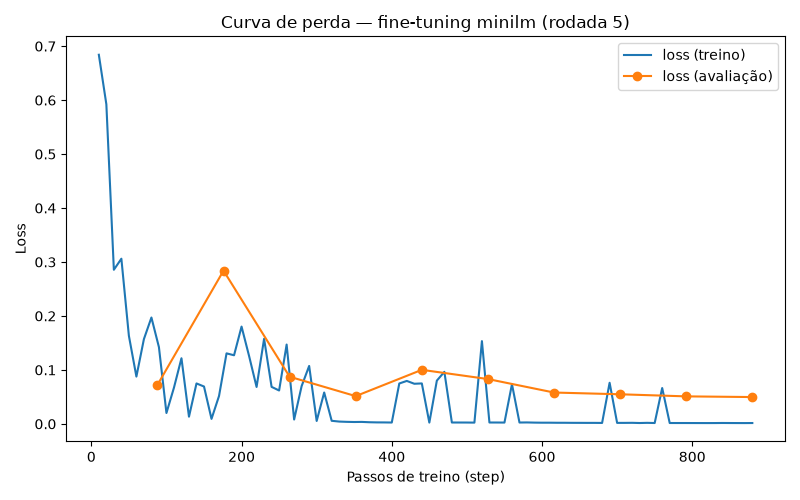 Curva de perda — fine-tuning minilm (rodada 5)
loss (treino)
loss (avaliação)
Loss
0.7
0.6
0.5
0.4
0.3
0.2
0.1
0.0
0 200 400 600 800
Passos de treino (step)